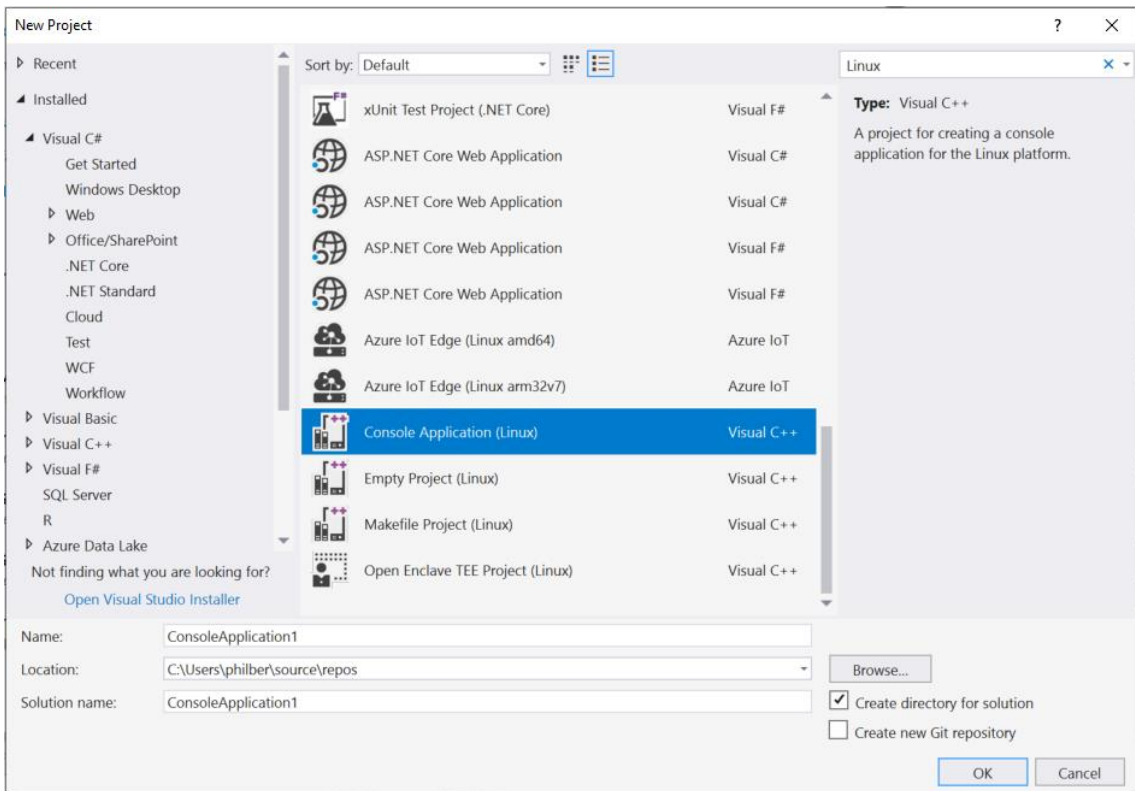 New Project
?
Recent
Installed
Visual C#
Get Started
Windows Desktop
Web
Office/SharePoint
.NET Core
.NET Standard
Cloud
Test
WCF
Workflow
Visual Basic
Visual C++
Visual F#
SQL Server
R
Azure Data Lake
Not finding what you are looking for?
Open Visual Studio Installer
Sort by: Default
F# xUnit Test Project (.NET Core) Visual F#
ASP.NET Core Web Application Visual C#
ASP.NET Core Web Application Visual C#
ASP.NET Core Web Application Visual F#
ASP.NET Core Web Application Visual F#
Azure IoT Edge (Linux amd64) Azure IoT
Azure IoT Edge (Linux arm32v7) Azure IoT
++ Console Application (Linux) Visual C++
++ Empty Project (Linux) Visual C++
++ Makefile Project (Linux) Visual C++
Open Enclave TEE Project (Linux) Visual C++
Linux
Type: Visual C++
A project for creating a console
application for the Linux platform.
Name: ConsoleApplication1
Location: C:\Users\philber\source\repos
Browse...
Solution name: ConsoleApplication1
Create directory for solution
Create new Git repository
OK Cancel